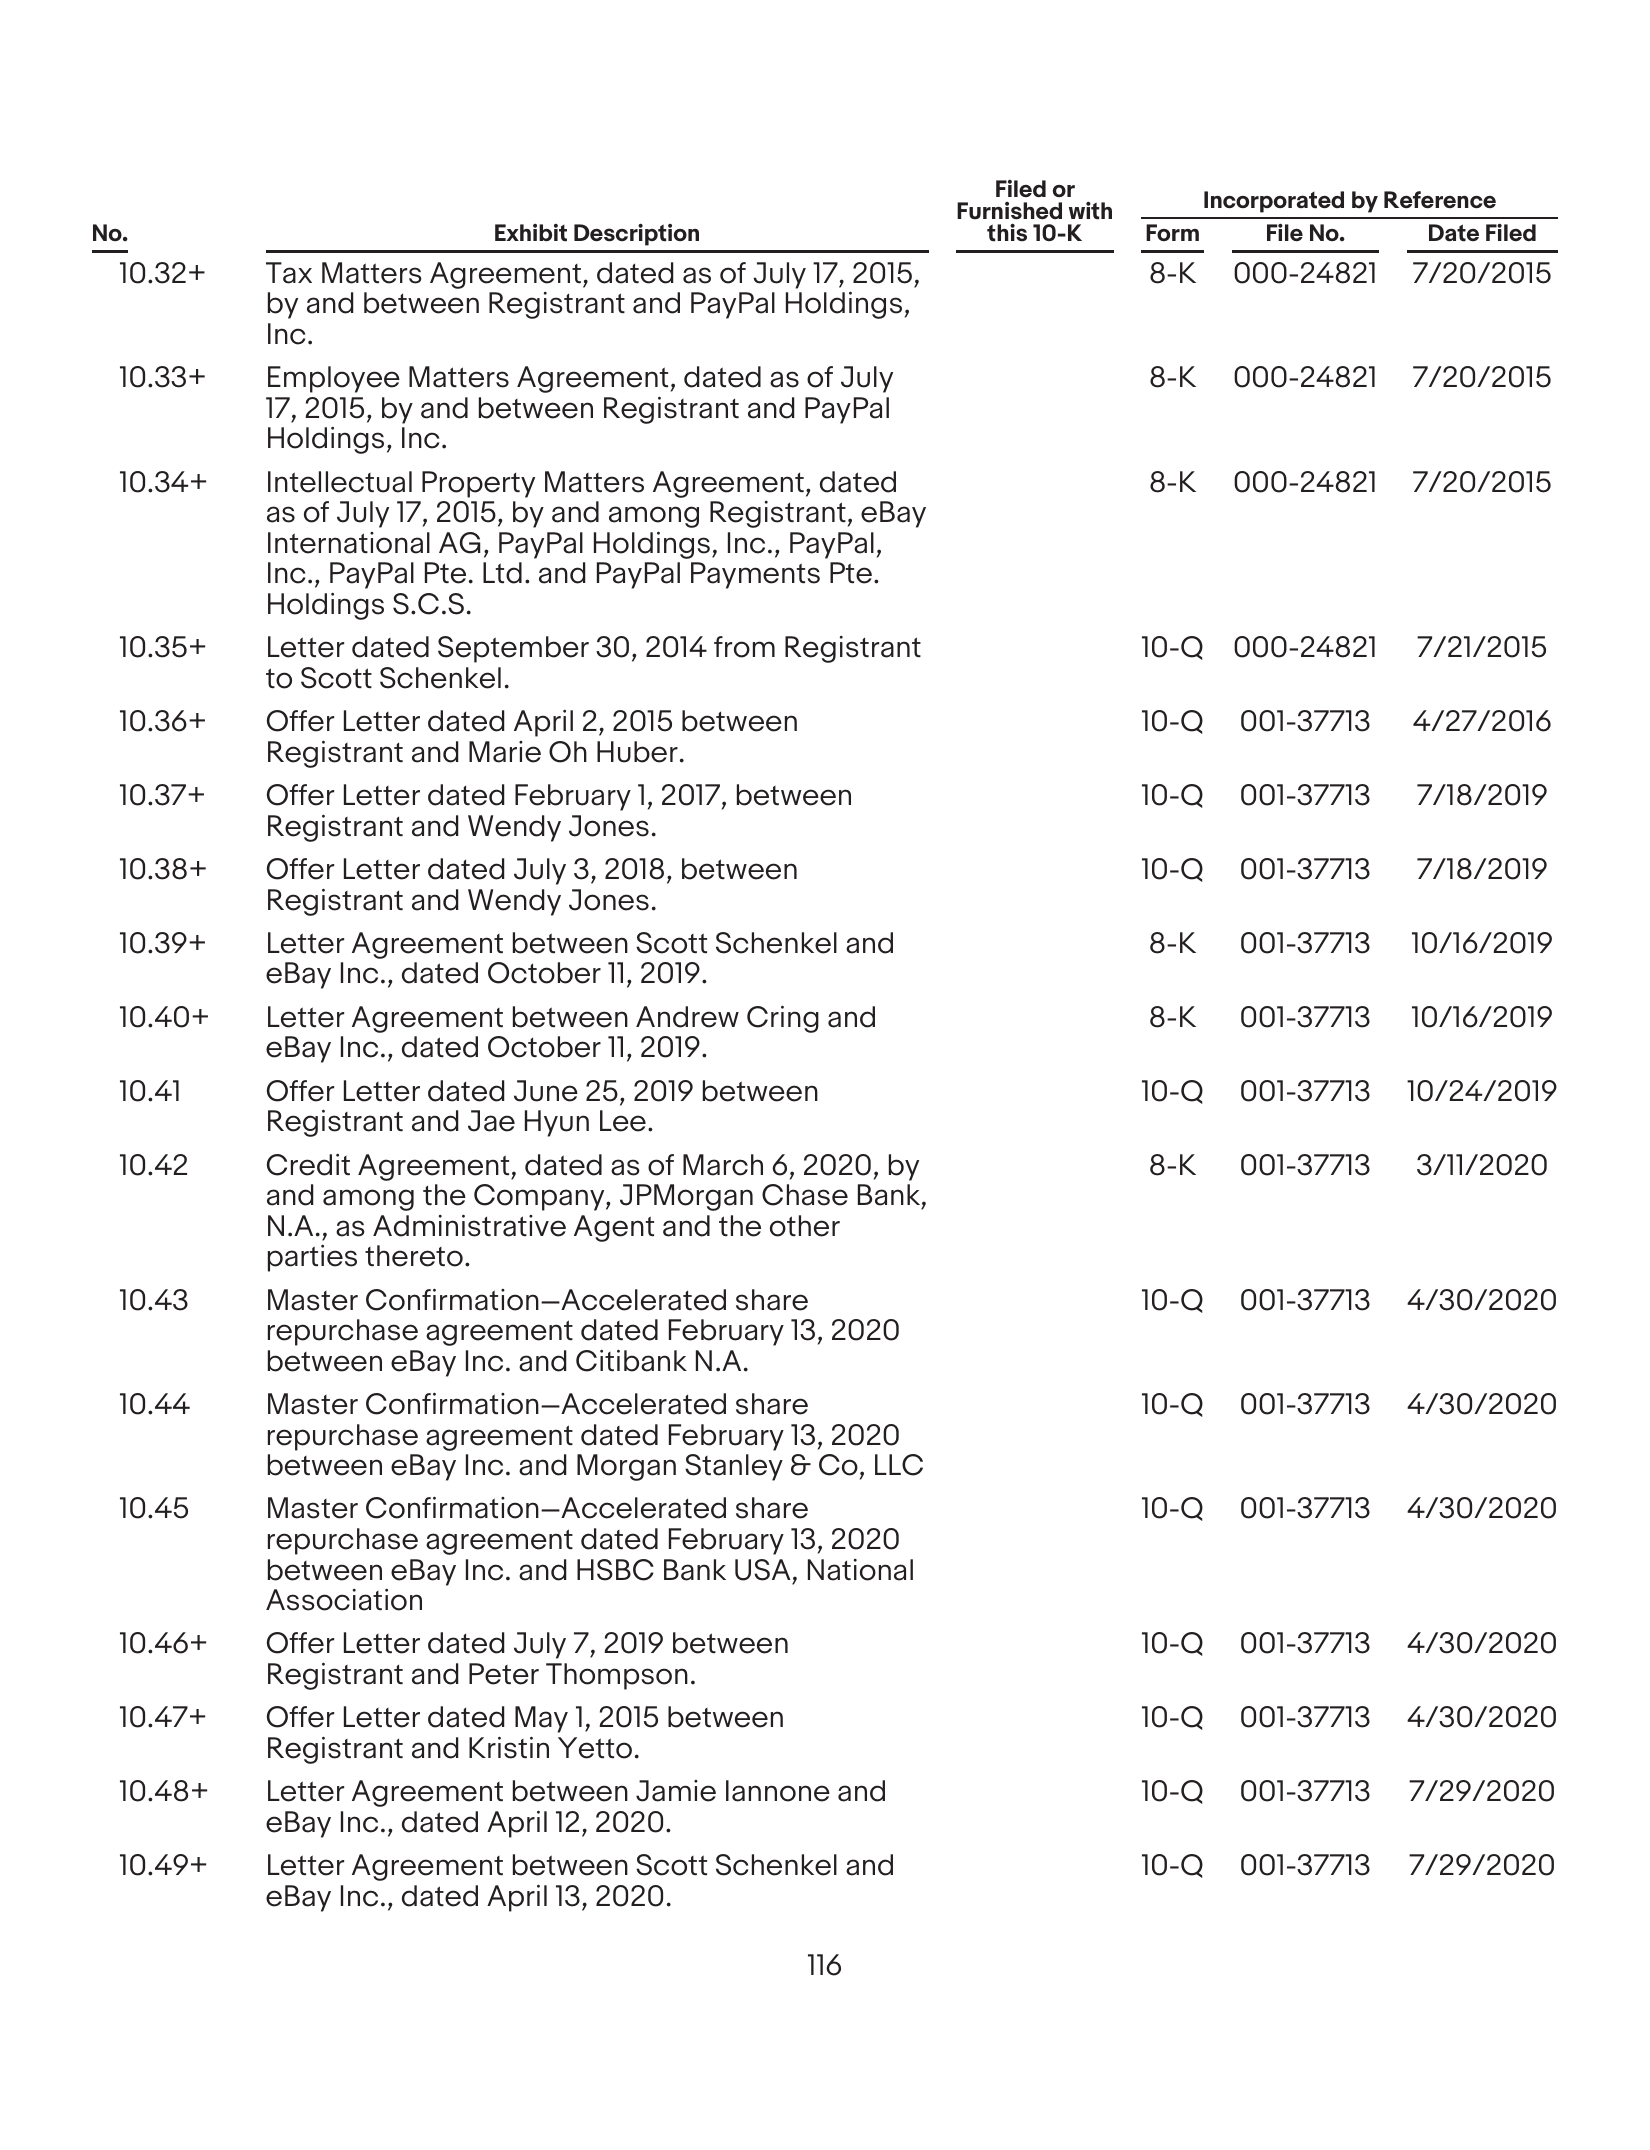 Filed or
Furnished with
this 10-K
Incorporated by Reference
No. Exhibit Description Form File No. Date Filed
10.32+ Tax Matters Agreement, dated as of July 17, 2015, 8-K 000-24821 7/20/2015
by and between Registrant and PayPal Holdings,
Inc.
10.33+ Employee Matters Agreement, dated as of July 8-K 000-24821 7/20/2015
17, 2015, by and between Registrant and PayPal
Holdings, Inc.
10.34+ Intellectual Property Matters Agreement, dated 8-K 000-24821 7/20/2015
as of July 17, 2015, by and among Registrant, eBay
International AG, PayPal Holdings, Inc., PayPal,
Inc., PayPal Pte. Ltd. and PayPal Payments Pte.
Holdings S.C.S.
10.35+ Letter dated September 30, 2014 from Registrant 10-Q 000-24821 7/21/2015
to Scott Schenkel.
10.36+ Offer Letter dated April 2, 2015 between 10-Q 001-37713 4/27/2016
Registrant and Marie Oh Huber.
10.37+ Offer Letter dated February 1, 2017, between 10-Q 001-37713 7/18/2019
Registrant and Wendy Jones.
10.38+ Offer Letter dated July 3, 2018, between 10-Q 001-37713 7/18/2019
Registrant and Wendy Jones.
10.39+ Letter Agreement between Scott Schenkel and 8-K 001-37713 10/16/2019
eBay Inc., dated October 11, 2019.
10.40+ Letter Agreement between Andrew Cring and 8-K 001-37713 10/16/2019
eBay Inc., dated October 11, 2019.
10.41 Offer Letter dated June 25, 2019 between 10-Q 001-37713 10/24/2019
Registrant and Jae Hyun Lee.
10.42 Credit Agreement, dated as of March 6, 2020, by 8-K 001-37713 3/11/2020
and among the Company, JPMorgan Chase Bank,
N.A., as Administrative Agent and the other
parties thereto.
10.43 Master Confirmation—Accelerated share 10-Q 001-37713 4/30/2020
repurchase agreement dated February 13, 2020
between eBay Inc. and Citibank N.A.
10.44 Master Confirmation—Accelerated share 10-Q 001-37713 4/30/2020
repurchase agreement dated February 13, 2020
between eBay Inc. and Morgan Stanley & Co, LLC
10.45 Master Confirmation—Accelerated share 10-Q 001-37713 4/30/2020
repurchase agreement dated February 13, 2020
between eBay Inc. and HSBC Bank USA, National
Association
10.46+ Offer Letter dated July 7, 2019 between 10-Q 001-37713 4/30/2020
Registrant and Peter Thompson.
10.47+ Offer Letter dated May 1, 2015 between 10-Q 001-37713 4/30/2020
Registrant and Kristin Yetto.
10.48+ Letter Agreement between Jamie Iannone and 10-Q 001-37713 7/29/2020
eBay Inc., dated April 12, 2020.
10.49+ Letter Agreement between Scott Schenkel and 10-Q 001-37713 7/29/2020
eBay Inc., dated April 13, 2020.
116